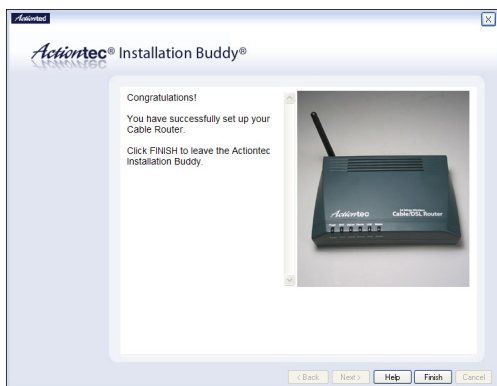 Actiontec
Actiontec® Installation Buddy®
Congratulations!
You have successfully set up your
Cable Router.
Click FINISH to leave the Actiontec
Installation Buddy.
Actiontec
Cable/DSL Router
< Back
Next >
Help
Finish
Cancel